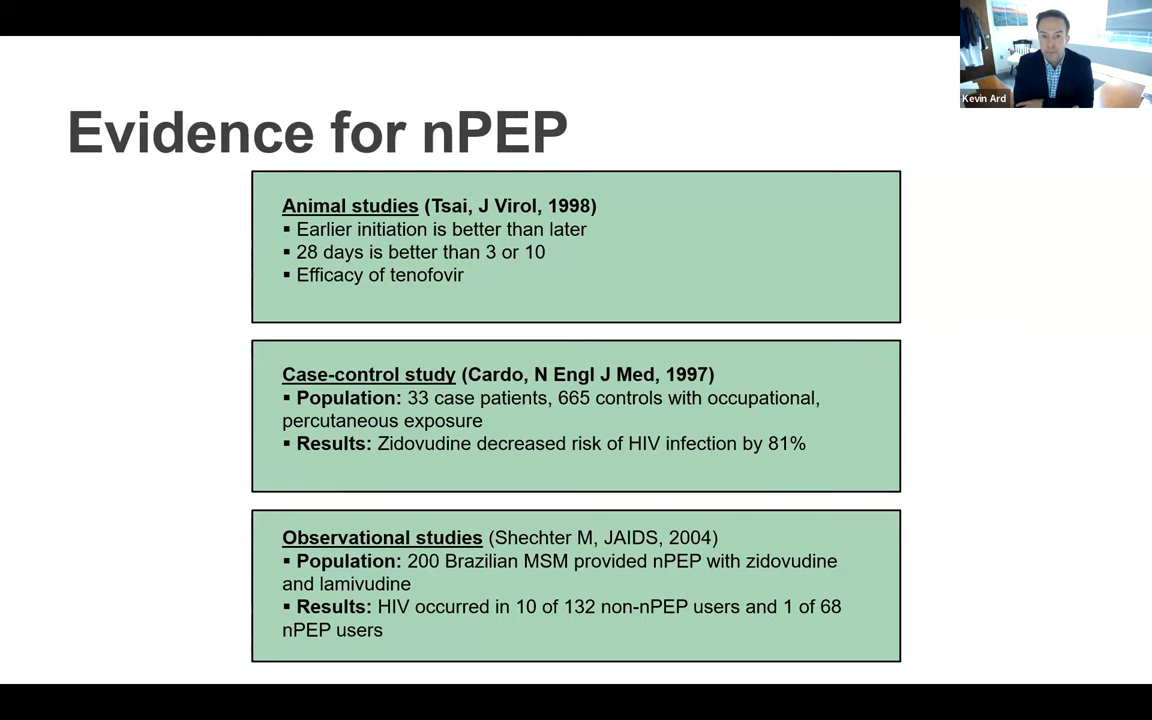 Kevin Ard
Evidence for nPEP
Animal studies (Tsai, J Virol, 1998)
▪ Earlier initiation is better than later
▪ 28 days is better than 3 or 10
▪ Efficacy of tenofovir
Case-control study (Cardo, N Engl J Med, 1997)
▪ Population: 33 case patients, 665 controls with occupational,
percutaneous exposure
▪ Results: Zidovudine decreased risk of HIV infection by 81%
Observational studies (Shechter M, JAIDS, 2004)
▪ Population: 200 Brazilian MSM provided nPEP with zidovudine
and lamivudine
▪ Results: HIV occurred in 10 of 132 non-nPEP users and 1 of 68
nPEP users